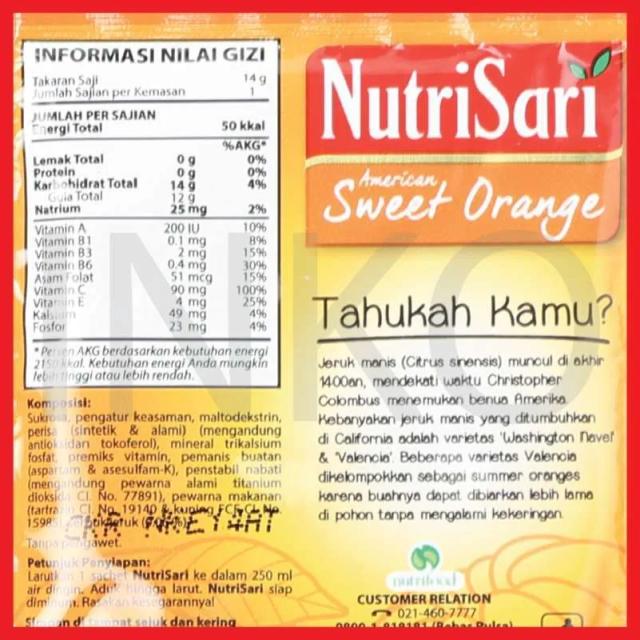 INFORMASI NILAI GIZI
Takaran Saji 14 g
Jumlah Sajian per Kemasan 1
JUMLAH PER SAJIAN
Energi Total 50 kkal
%AKG*
Lemak Total 0 g 0%
Protein 0 g 0%
Karbohidrat Total 14 g 4%
Gula Total 12 g
Natrium 25 mg 2%
Vitamin A 200 IU 10%
Vitamin B1 0.1 mg 8%
Vitamin B3 2 mg 15%
Vitamin B6 0.4 mg 30%
Asam Folat 51 mcg 15%
Vitamin C 90 mg 100%
Vitamin E 4 mg 25%
Kalsium 49 mg 4%
Fosfor 23 mg 4%
*Persen AKG berdasarkan kebutuhan energi
2150 kkal. Kebutuhan energi Anda mungkin
lebih tinggi atau lebih rendah.
Komposisi:
Sukrosa, pengatur keasaman, maltodekstrin,
perisa (sintetik & alami) (mengandung
antioksidan tokoferol), mineral trikalsium
fosfat, premiks vitamin, pemanis buatan
(aspartam & asesulfam-K), penstabil nabati
(mengandung pewarna alami titanium
dioksida CI. No. 77891), pewarna makanan
(tartrazin CI. No. 19140 & kuning FCF CI. No.
15985),
Tanpa pengawet.
Petunjuk Penyiapan:
Larutkan 1 sachet NutriSari ke dalam 250 ml
air dingin. Aduk hingga larut. NutriSari siap
diminum. Rasakan kesegarannya!
Simpan di tempat sejuk dan kering
NutriSari
American
Sweet Orange
Tahukah Kamu?
Jeruk manis (Citrus sinensis) muncul di akhir
1400an, mendekati waktu Christopher
Colombus menemukan benua Amerika.
Kebanyakan jeruk manis yang ditumbuhkan
di California adalah varietas 'Washington Navel'
& 'Valencia'. Beberapa varietas Valencia
dikelompokkan sebagai summer oranges
karena buahnya dapat dibiarkan lebih lama
di pohon tanpa mengalami kekeringan.
nutrifood
CUSTOMER RELATION
021-460-7777
0800-1-818181 (Bebas Pulsa)
INKO